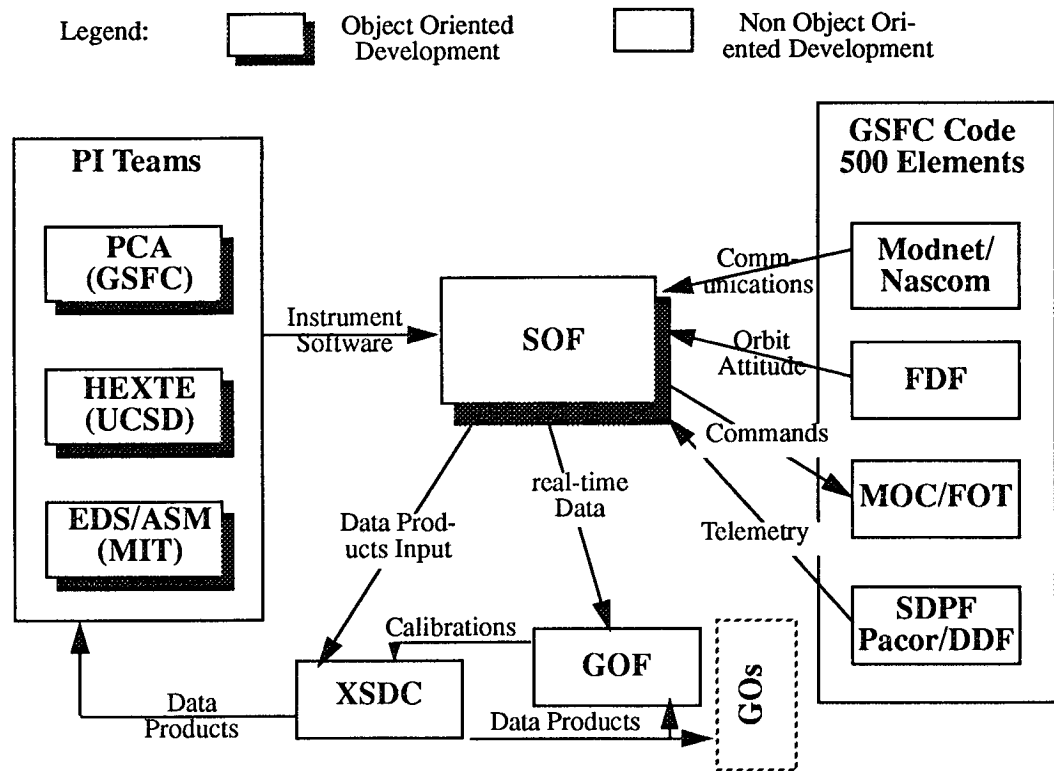 Legend:
Object Oriented
Development
Non Object Ori-
ented Development
PI Teams
PCA
(GSFC)
HEXTE
(UCSD)
EDS/ASM
(MIT)
Instrument
Software
SOF
GSFC Code
500 Elements
Modnet/
Nascom
FDF
MOC/FOT
SDPF
Pacor/DDF
Comm-
unications
Orbit
Attitude
Commands
Telemetry
real-time
Data
Data Prod-
ucts Input
Calibrations
XSDC
GOF
GOs
Data
Products
Data Products